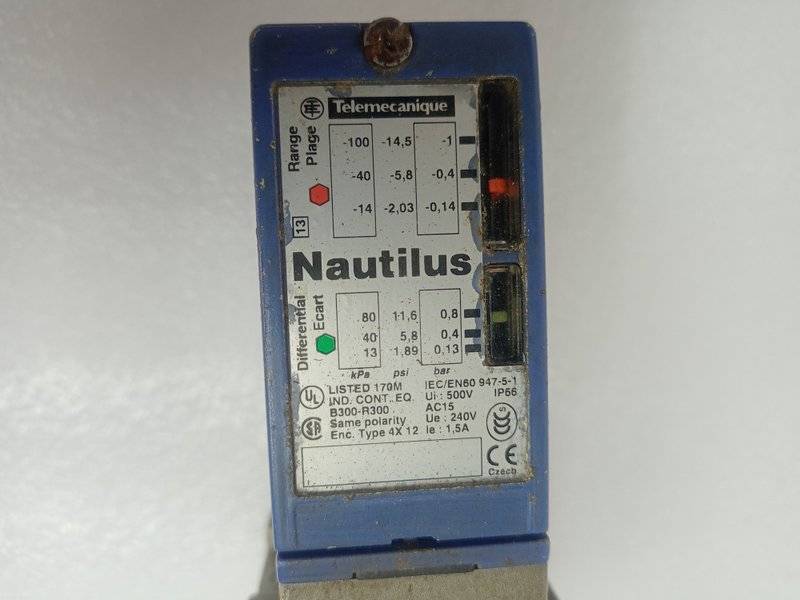 Telemecanique
Range
Plage
-100 -14,5 -1
-40 -5,8 -0,4
-14 -2,03 -0,14
13
Nautilus
Differential
Ecart
80 11,6 0,8
40 5,8 0,4
13 1,89 0,13
kPa psi bar
UL
LISTED 170M
IND. CONT. EQ.
B300-R300
Same polarity
Enc. Type 4X 12
IEC/EN60 947-5-1
Ui : 500V IP56
AC15
Ue : 240V
Ie : 1,5A
CE
Czech